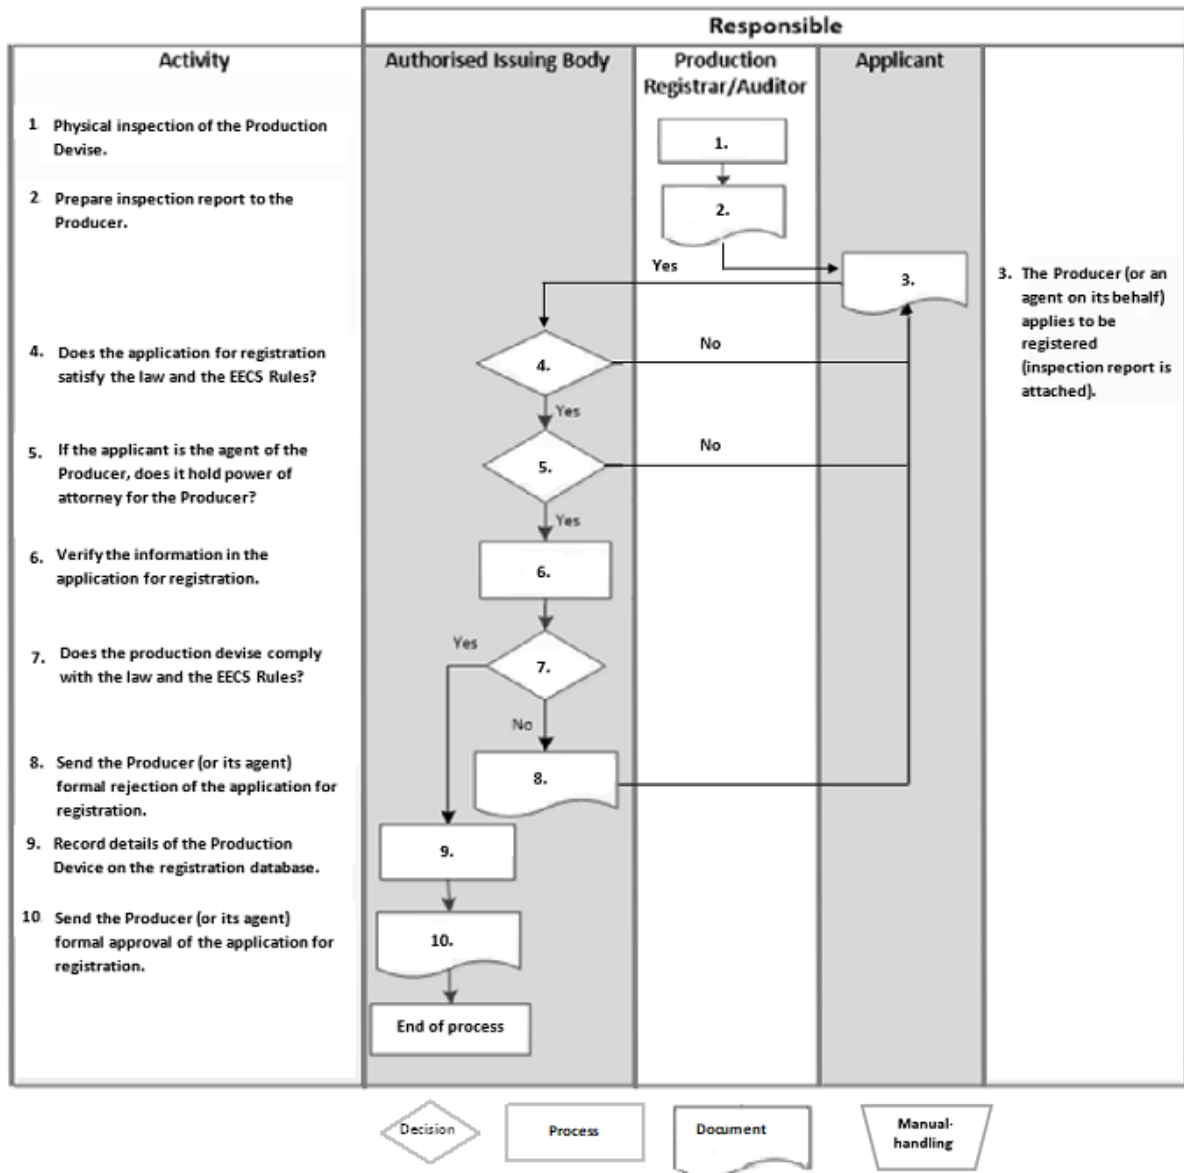 Responsible
Activity
Authorised Issuing Body
Production
Registrar/Auditor
Applicant
1 Physical inspection of the Production
Devise.
1.
2 Prepare inspection report to the
Producer.
2.
Yes
3.
3. The Producer (or an
agent on its behalf)
applies to be
registered
(inspection report is
attached).
4. Does the application for registration
satisfy the law and the EECS Rules?
4.
No
Yes
5. If the applicant is the agent of the
Producer, does it hold power of
attorney for the Producer?
5.
No
Yes
6. Verify the information in the
application for registration.
6.
7. Does the production devise comply
with the law and the EECS Rules?
Yes
7.
No
8. Send the Producer (or its agent)
formal rejection of the application for
registration.
8.
9. Record details of the Production
Device on the registration database.
9.
10 Send the Producer (or its agent)
formal approval of the application for
registration.
10.
End of process
Decision
Process
Document
Manual-
handling